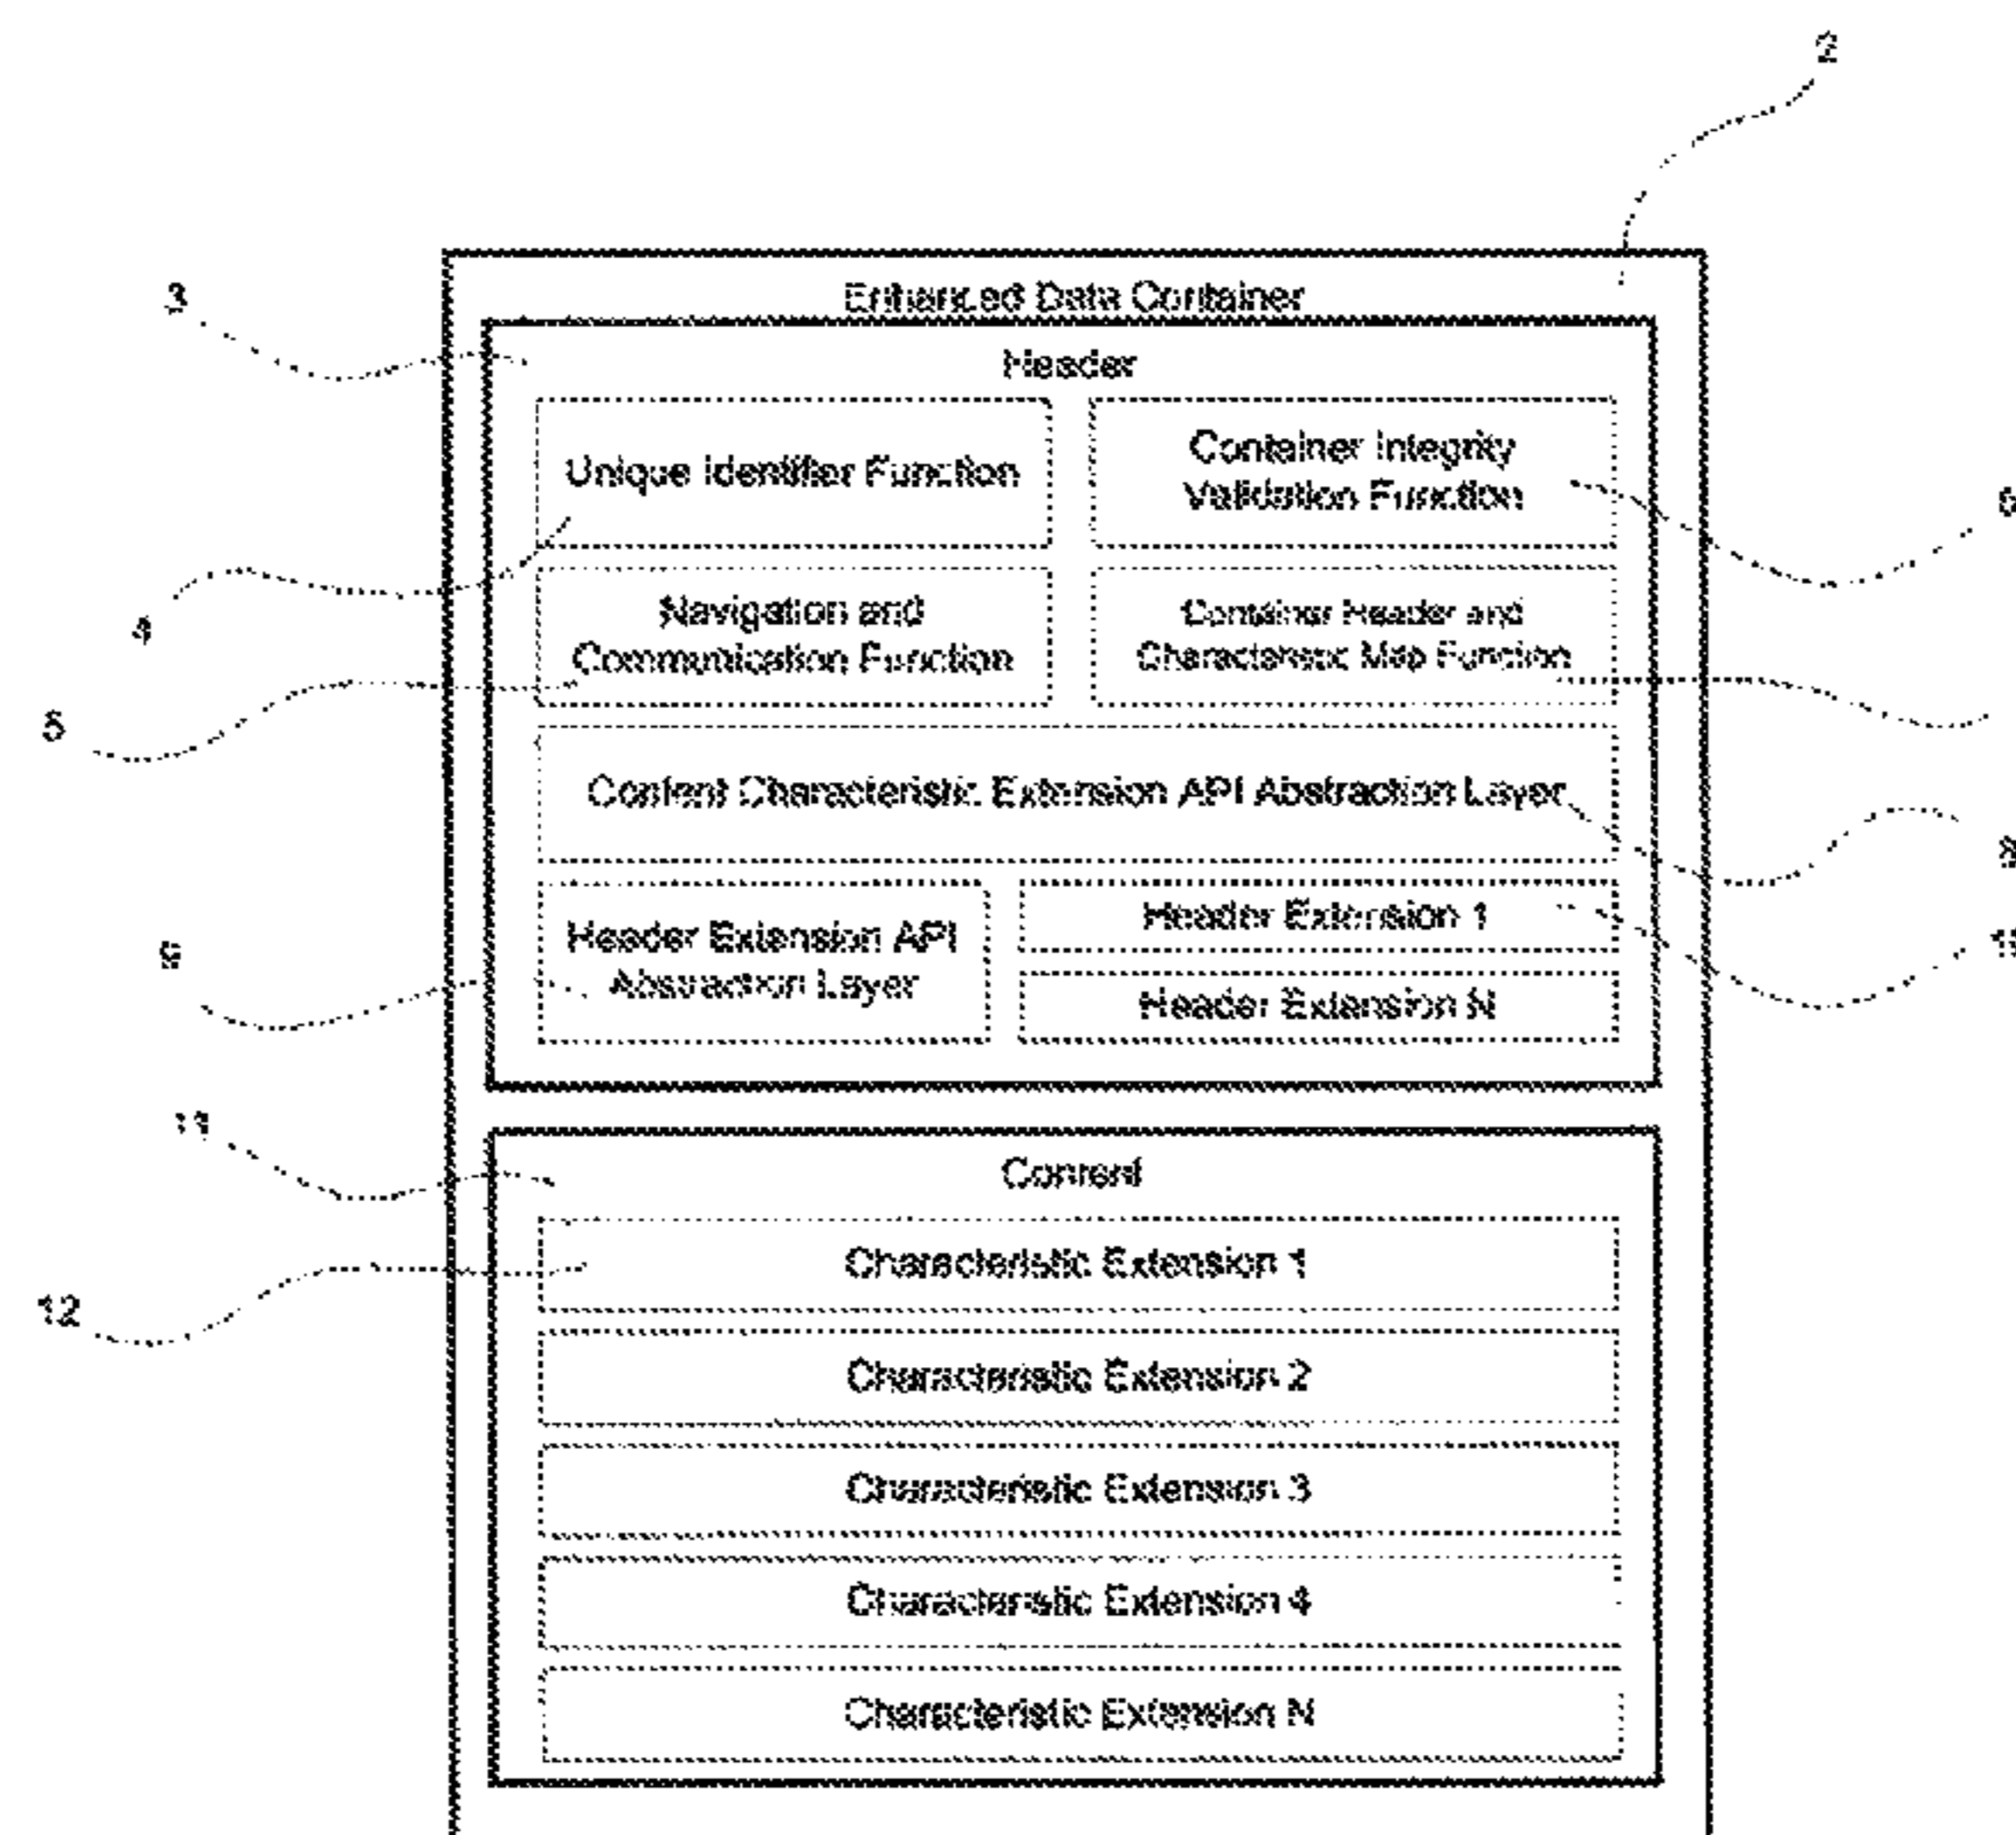 2
Enhanced Data Container
3
Header
Unique Identifier Function
Container Integrity
Validation Function
4
Navigation and
Communication Function
Container Header and
Characteristic Map Function
5
Content Characteristic Extension API Abstraction Layer
Header Extension API
Abstraction Layer
Header Extension 1
9
Header Extension N
11
Content
Characteristic Extension 1
12
Characteristic Extension 2
Characteristic Extension 3
Characteristic Extension 4
Characteristic Extension N